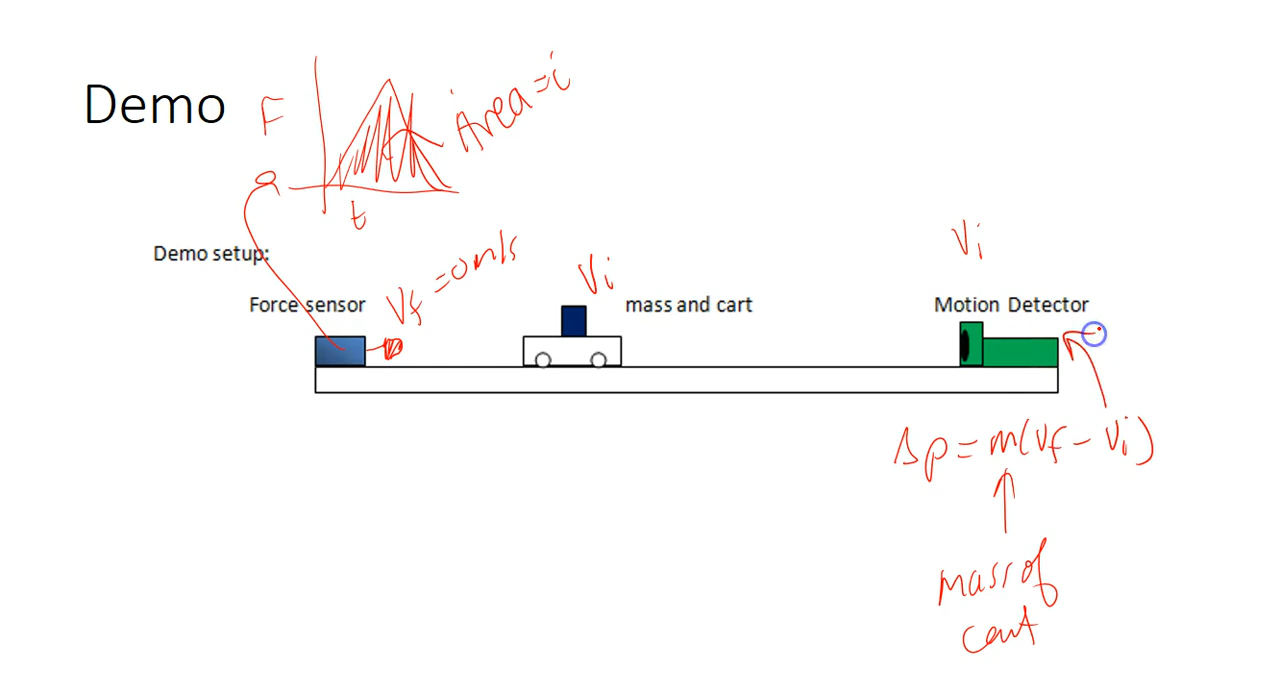 Demo
F
Area = i
t
Demo setup:
Vf = 0 m/s
Vi
Vi
Force sensor
mass and cart
Motion Detector
Δp = m(Vf - Vi)
mass of
cart